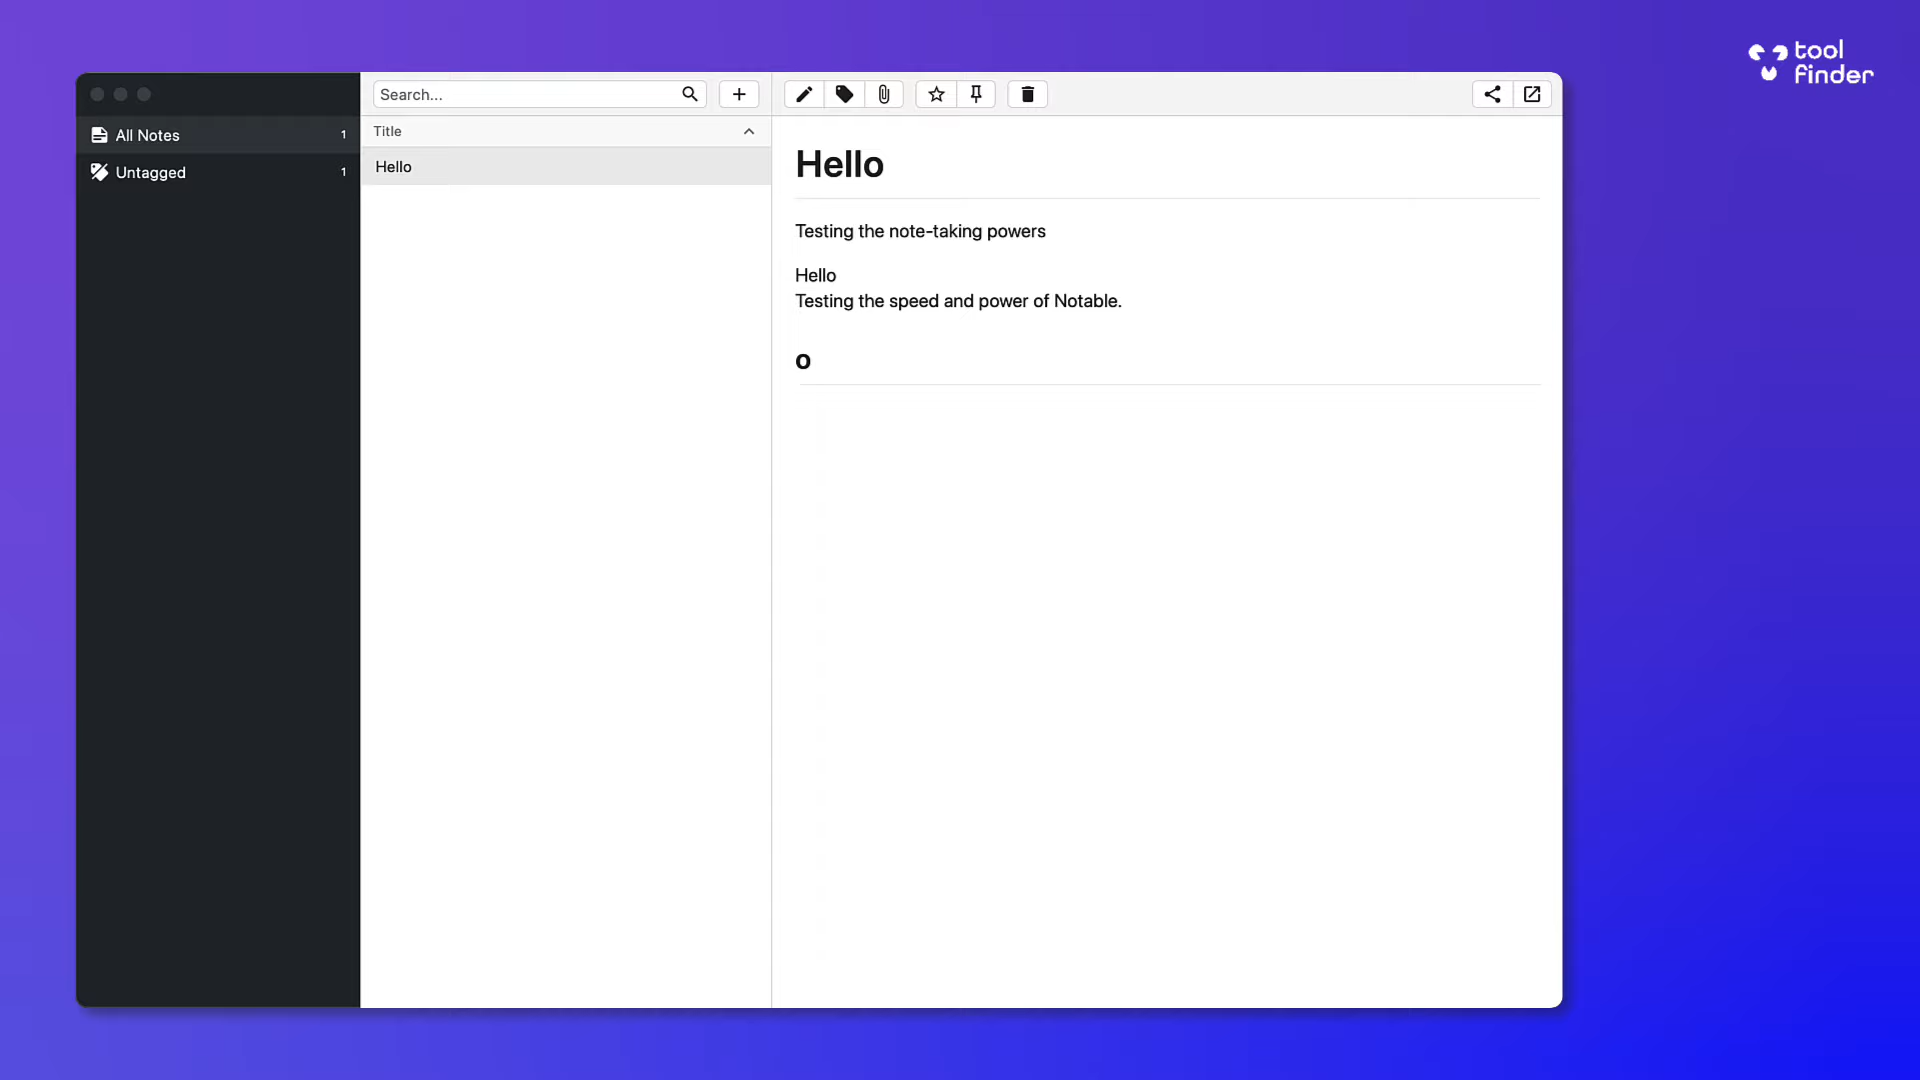 tool
finder
Search...
All Notes 1
Untagged 1
Title
Hello
Hello
Testing the note-taking powers
Hello
Testing the speed and power of Notable.
o